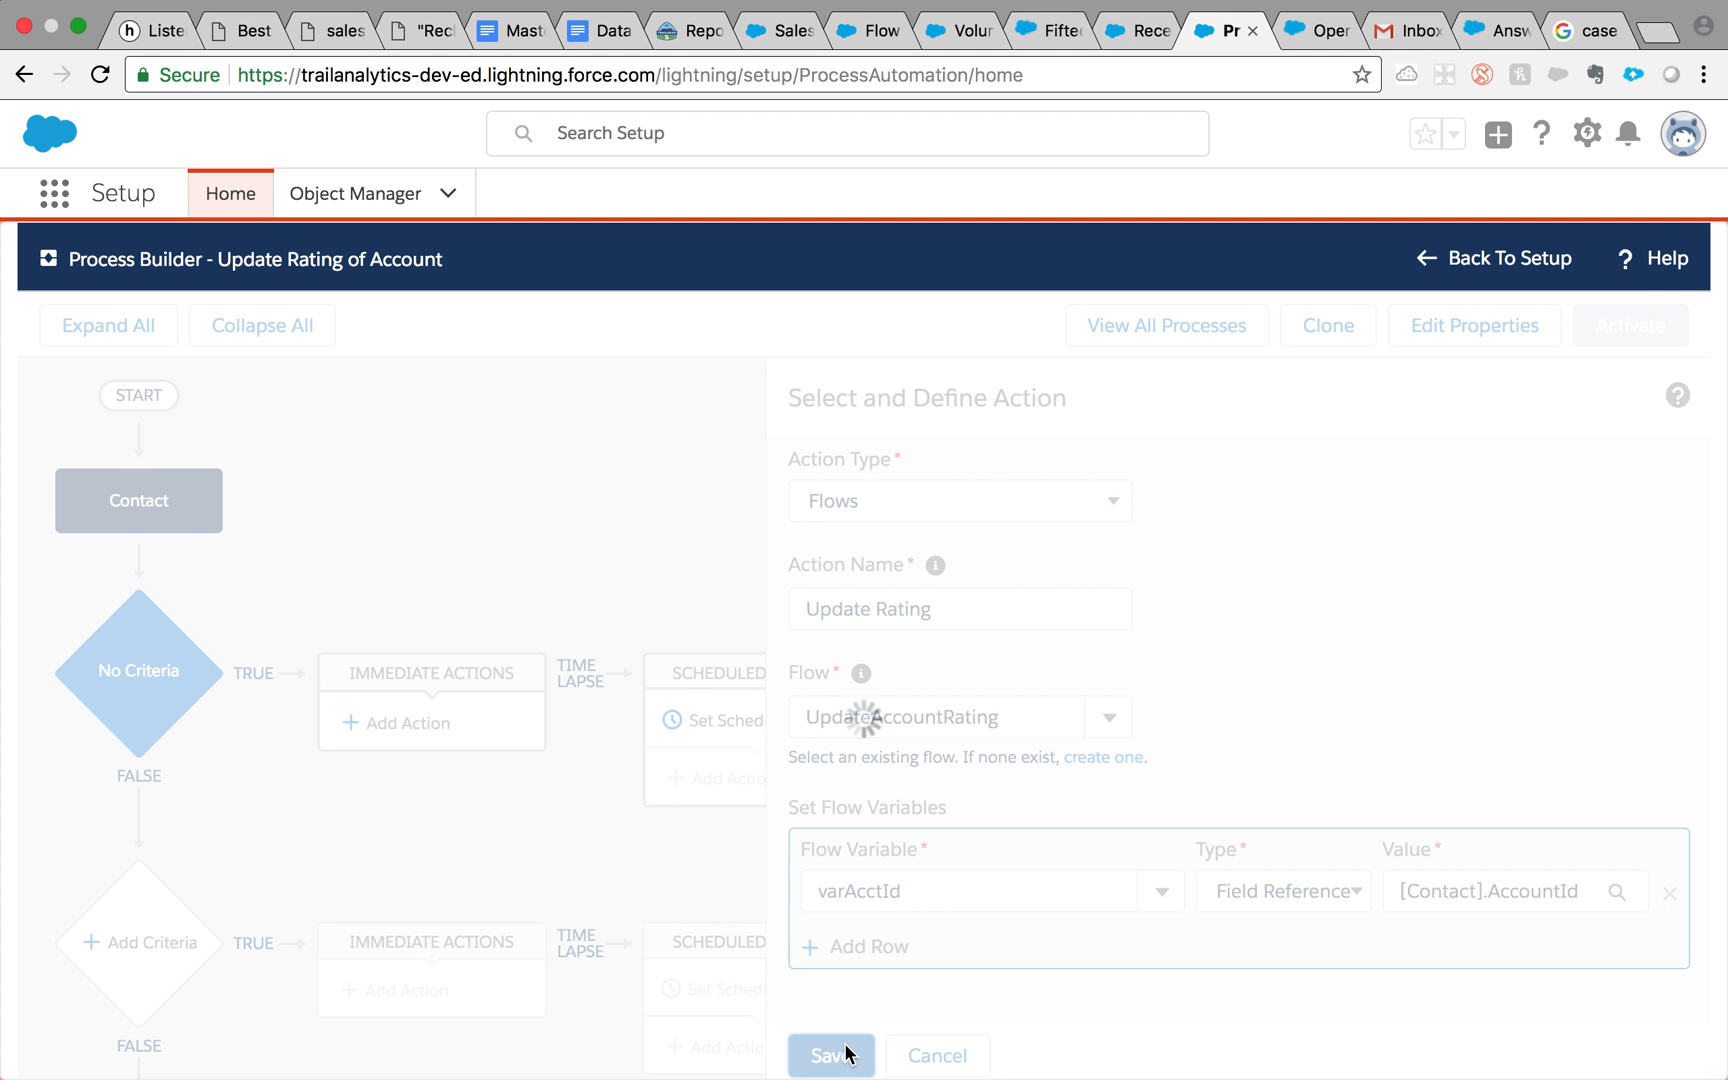 Liste
Best
sales
"Recl
Mast
Data
Repo
Sales
Flow
Volur
Fifte
Rece
Pr
Oper
Inbox
Answ
case
Secure
https://trailanalytics-dev-ed.lightning.force.com/lightning/setup/ProcessAutomation/home
Search Setup
Setup
Home
Object Manager
Process Builder - Update Rating of Account
Back To Setup
? Help
Expand All
Collapse All
View All Processes
Clone
Edit Properties
Activate
START
Contact
No Criteria
TRUE
IMMEDIATE ACTIONS
+ Add Action
TIME
LAPSE
SCHEDULED
Set Sched
+ Add Actio
FALSE
+ Add Criteria
TRUE
IMMEDIATE ACTIONS
+ Add Action
TIME
LAPSE
SCHEDULED
Set Sched
+ Add Actio
FALSE
Select and Define Action
Action Type*
Flows
Action Name*
Update Rating
Flow*
UpdateAccountRating
Select an existing flow. If none exist, create one.
Set Flow Variables
Flow Variable*
Type*
Value*
varAcctId
Field Reference
[Contact].AccountId
+ Add Row
Save
Cancel